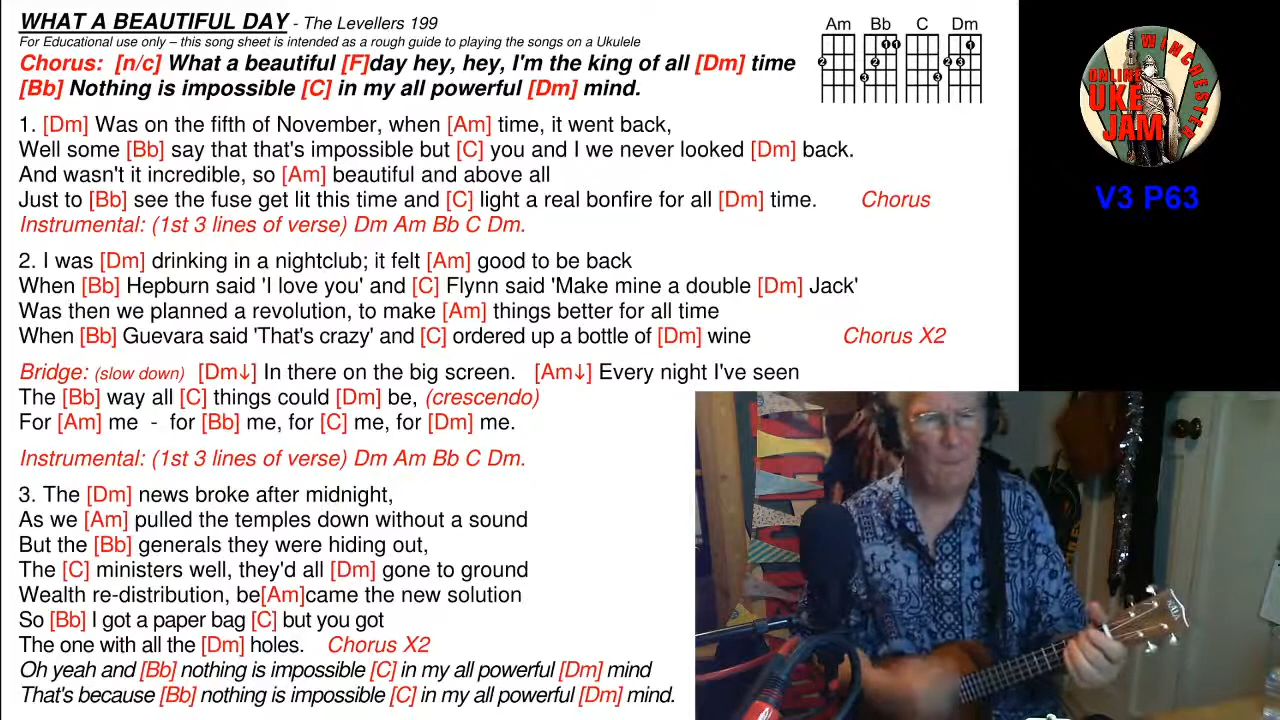 WHAT A BEAUTIFUL DAY - The Levellers 199
For Educational use only – this song sheet is intended as a rough guide to playing the songs on a Ukulele
Chorus: [n/c] What a beautiful [F]day hey, hey, I'm the king of all [Dm] time
[Bb] Nothing is impossible [C] in my all powerful [Dm] mind.
1. [Dm] Was on the fifth of November, when [Am] time, it went back,
Well some [Bb] say that that's impossible but [C] you and I we never looked [Dm] back.
And wasn't it incredible, so [Am] beautiful and above all
Just to [Bb] see the fuse get lit this time and [C] light a real bonfire for all [Dm] time. Chorus
Instrumental: (1st 3 lines of verse) Dm Am Bb C Dm.
2. I was [Dm] drinking in a nightclub; it felt [Am] good to be back
When [Bb] Hepburn said 'I love you' and [C] Flynn said 'Make mine a double [Dm] Jack'
Was then we planned a revolution, to make [Am] things better for all time
When [Bb] Guevara said 'That's crazy' and [C] ordered up a bottle of [Dm] wine Chorus X2
Bridge: (slow down) [Dm↓] In there on the big screen. [Am↓] Every night I've seen
The [Bb] way all [C] things could [Dm] be, (crescendo)
For [Am] me - for [Bb] me, for [C] me, for [Dm] me.
Instrumental: (1st 3 lines of verse) Dm Am Bb C Dm.
3. The [Dm] news broke after midnight,
As we [Am] pulled the temples down without a sound
But the [Bb] generals they were hiding out,
The [C] ministers well, they'd all [Dm] gone to ground
Wealth re-distribution, be[Am]came the new solution
So [Bb] I got a paper bag [C] but you got
The one with all the [Dm] holes. Chorus X2
Oh yeah and [Bb] nothing is impossible [C] in my all powerful [Dm] mind
That's because [Bb] nothing is impossible [C] in my all powerful [Dm] mind.
Am Bb C Dm
2 1 1 2 3 3 1 2 3
WINCHESTER
ONLINE
UKE
JAM
V3 P63